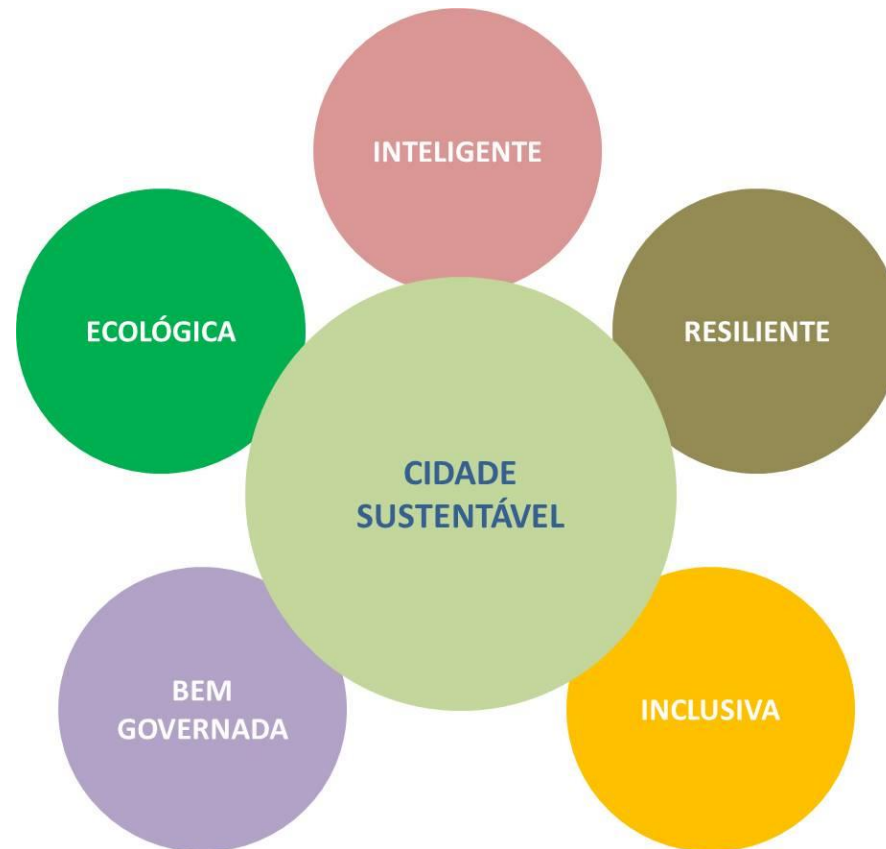 INTELIGENTE
ECOLÓGICA
RESILIENTE
CIDADE
SUSTENTÁVEL
BEM
GOVERNADA
INCLUSIVA